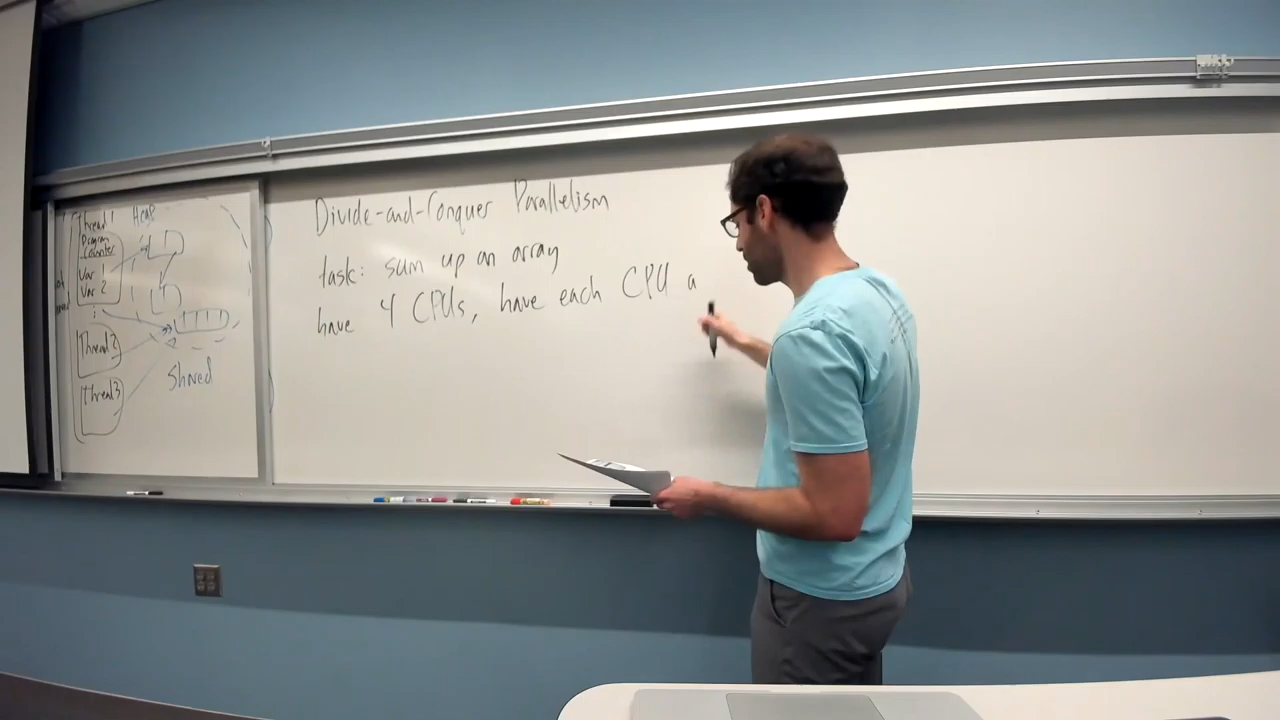 Thread 1
Heap
Program
Counter
Var 1
Var 2
Thread 2
Thread 3
Shared
Divide-and-Conquer Parallelism
task: sum up an array
have 4 CPUs, have each CPU a